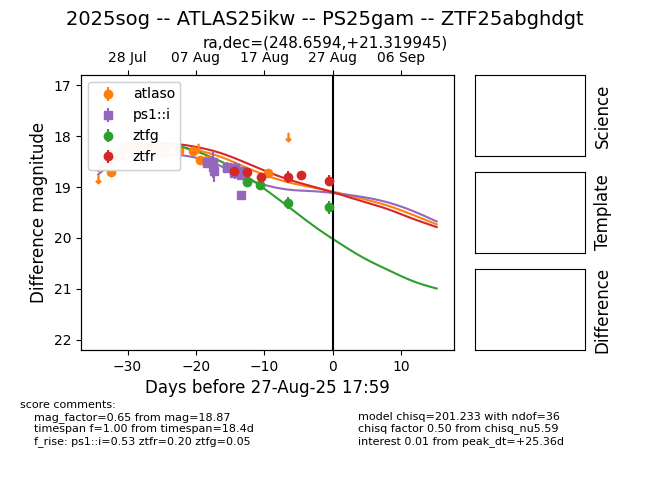 2025sog -- ATLAS25ikw -- PS25gam -- ZTF25abghdgt
ra,dec=(248.6594,+21.319945)
28 Jul 07 Aug 17 Aug 27 Aug 06 Sep
17
18
19
20
21
22
Difference magnitude
atlaso
ps1::i
ztfg
ztfr
−30 −20 −10 0 10
Days before 27-Aug-25 17:59
Science
Template
Difference
score comments:
mag_factor=0.65 from mag=18.87
timespan f=1.00 from timespan=18.4d
f_rise: ps1::i=0.53 ztfr=0.20 ztfg=0.05
model chisq=201.233 with ndof=36
chisq factor 0.50 from chisq_nu5.59
interest 0.01 from peak_dt=+25.36d